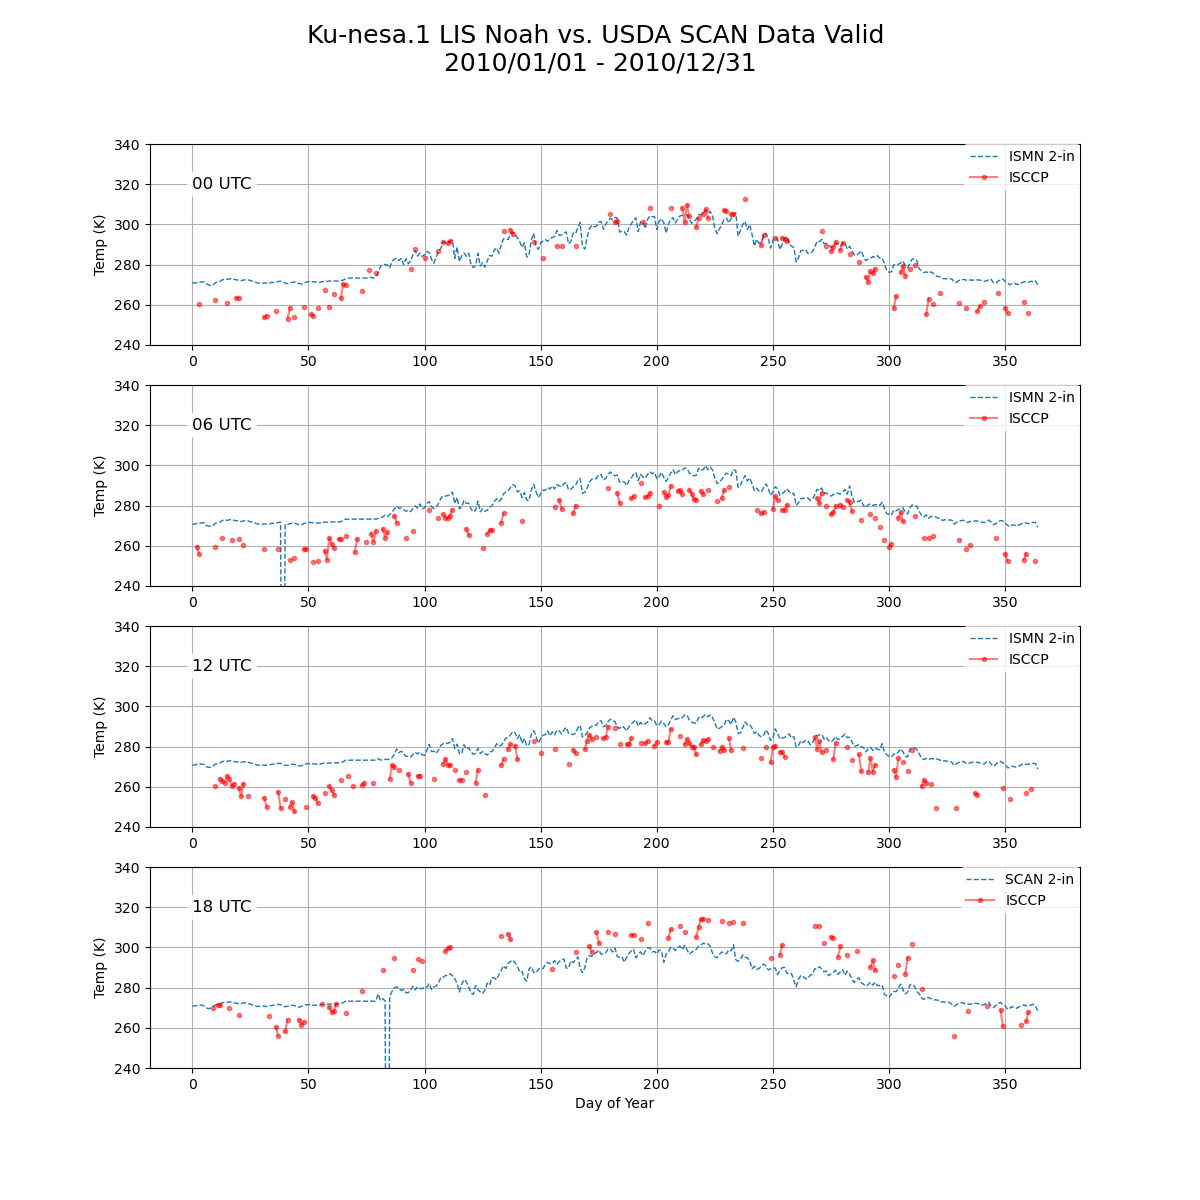 Ku-nesa.1 LIS Noah vs. USDA SCAN Data Valid
2010/01/01 - 2010/12/31
340
320
300
280
260
240
Temp (K)
00 UTC
ISMN 2-in
ISCCP
0 50 100 150 200 250 300 350
340
320
300
280
260
240
Temp (K)
06 UTC
ISMN 2-in
ISCCP
0 50 100 150 200 250 300 350
340
320
300
280
260
240
Temp (K)
12 UTC
ISMN 2-in
ISCCP
0 50 100 150 200 250 300 350
340
320
300
280
260
240
Temp (K)
18 UTC
SCAN 2-in
ISCCP
0 50 100 150 200 250 300 350
Day of Year